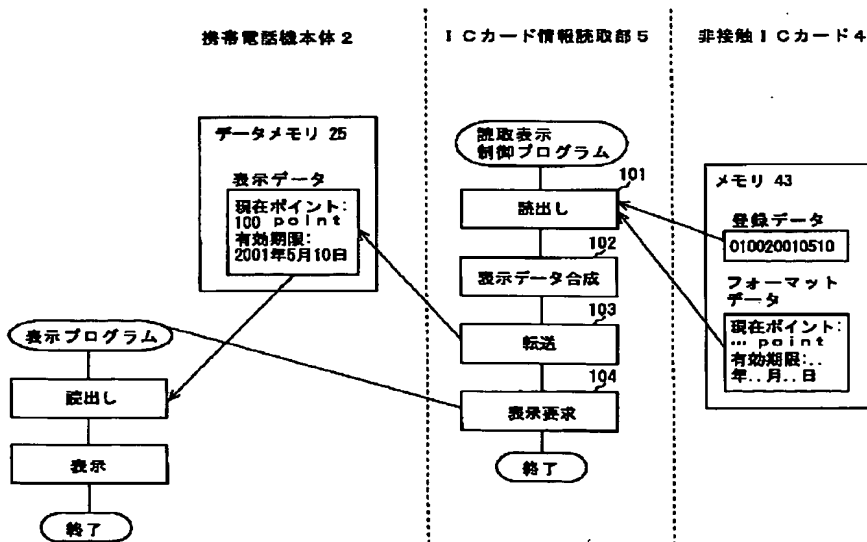 携帯電話機本体2
ICカード情報読取部5
非接触ICカード4
データメモリ 25
表示データ
現在ポイント:
100 point
有効期限:
2001年5月10日
表示プログラム
読出し
表示
終了
読取表示
制御プログラム
101
読出し
102
表示データ合成
103
転送
104
表示要求
終了
メモリ 43
登録データ
010020010510
フォーマット
データ
現在ポイント:
… point
有効期限:..
年..月..日